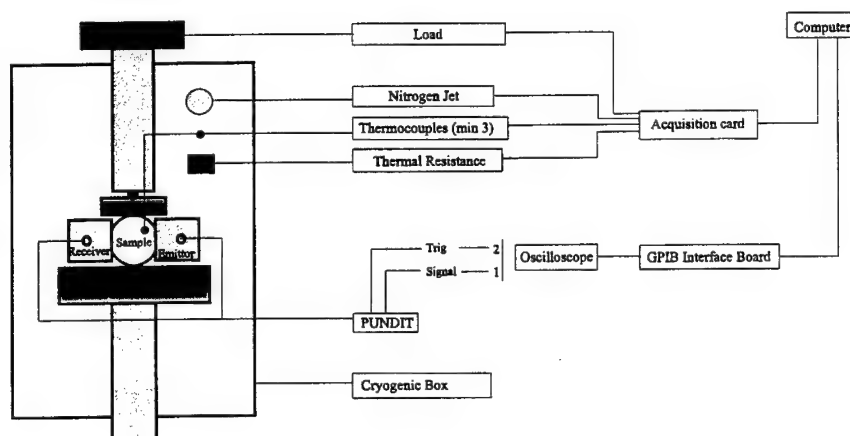 Load
Computer
Nitrogen Jet
Thermocouples (min 3)
Acquisition card
Thermal Resistance
Receiver
Sample
Emittor
Trig 2
Signal 1
Oscilloscope
GPIB Interface Board
PUNDIT
Cryogenic Box